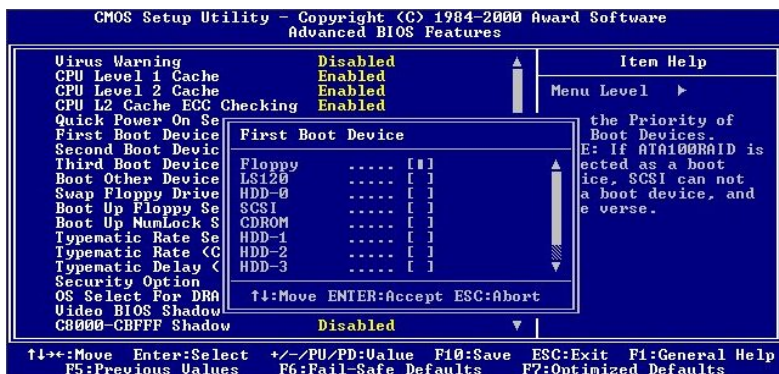 CMOS Setup Utility - Copyright (C) 1984-2000 Award Software
Advanced BIOS Features
Virus Warning Disabled
CPU Level 1 Cache Enabled
CPU Level 2 Cache Enabled
CPU L2 Cache ECC Checking Enabled
Quick Power On Se
First Boot Device
Second Boot Devic
Third Boot Device
Boot Other Device
Swap Floppy Drive
Boot Up Floppy Se
Boot Up NumLock S
Typematic Rate Se
Typematic Rate (C
Typematic Delay (
Security Option
OS Select For DRA
Video BIOS Shadow
C8000-CBFFF Shadow Disabled
First Boot Device
Floppy ..... [▮]
LS120 ..... [ ]
HDD-0 ..... [ ]
SCSI ..... [ ]
CDROM ..... [ ]
HDD-1 ..... [ ]
HDD-2 ..... [ ]
HDD-3 ..... [ ]
↑↓:Move ENTER:Accept ESC:Abort
Item Help
Menu Level ▶
the Priority of
Boot Devices.
E: If ATA100RAID is
ected as a boot
ice, SCSI can not
a boot device, and
e verse.
↑↓→←:Move Enter:Select +/-/PU/PD:Value F10:Save ESC:Exit F1:General Help
F5:Previous Values F6:Fail-Safe Defaults F7:Optimized Defaults